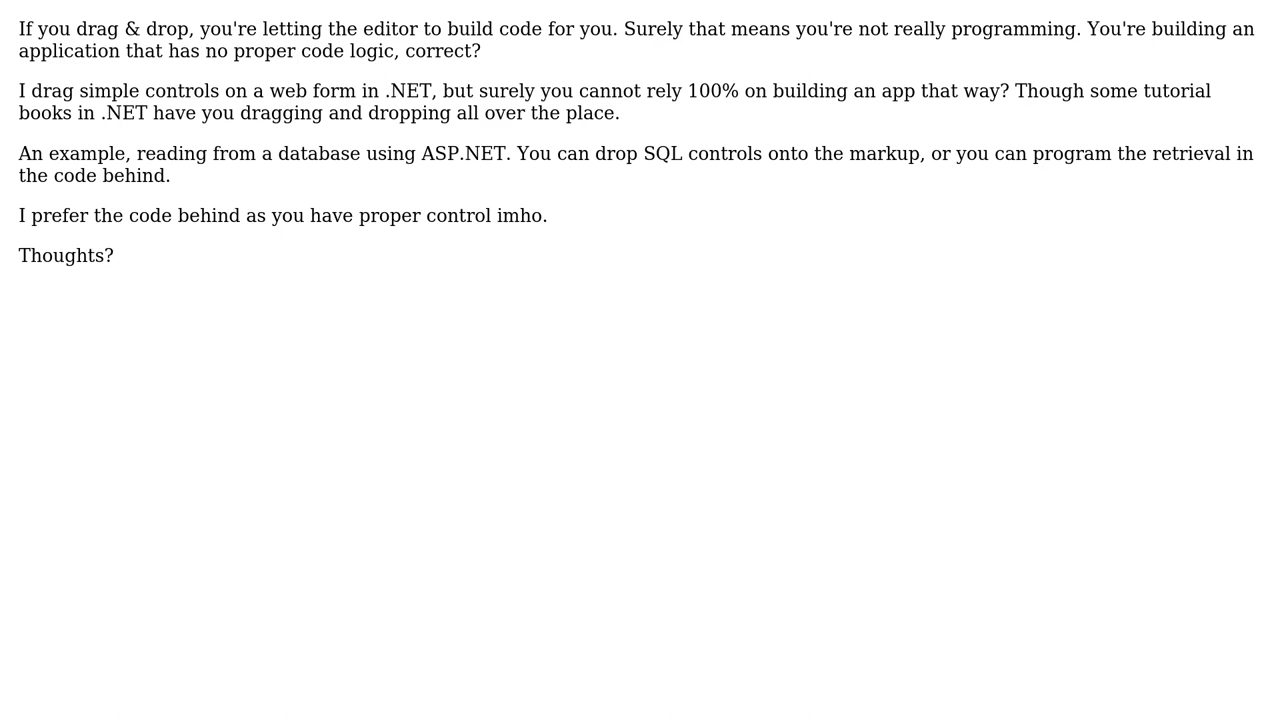 If you drag & drop, you're letting the editor to build code for you. Surely that means you're not really programming. You're building an
application that has no proper code logic, correct?
I drag simple controls on a web form in .NET, but surely you cannot rely 100% on building an app that way? Though some tutorial
books in .NET have you dragging and dropping all over the place.
An example, reading from a database using ASP.NET. You can drop SQL controls onto the markup, or you can program the retrieval in
the code behind.
I prefer the code behind as you have proper control imho.
Thoughts?